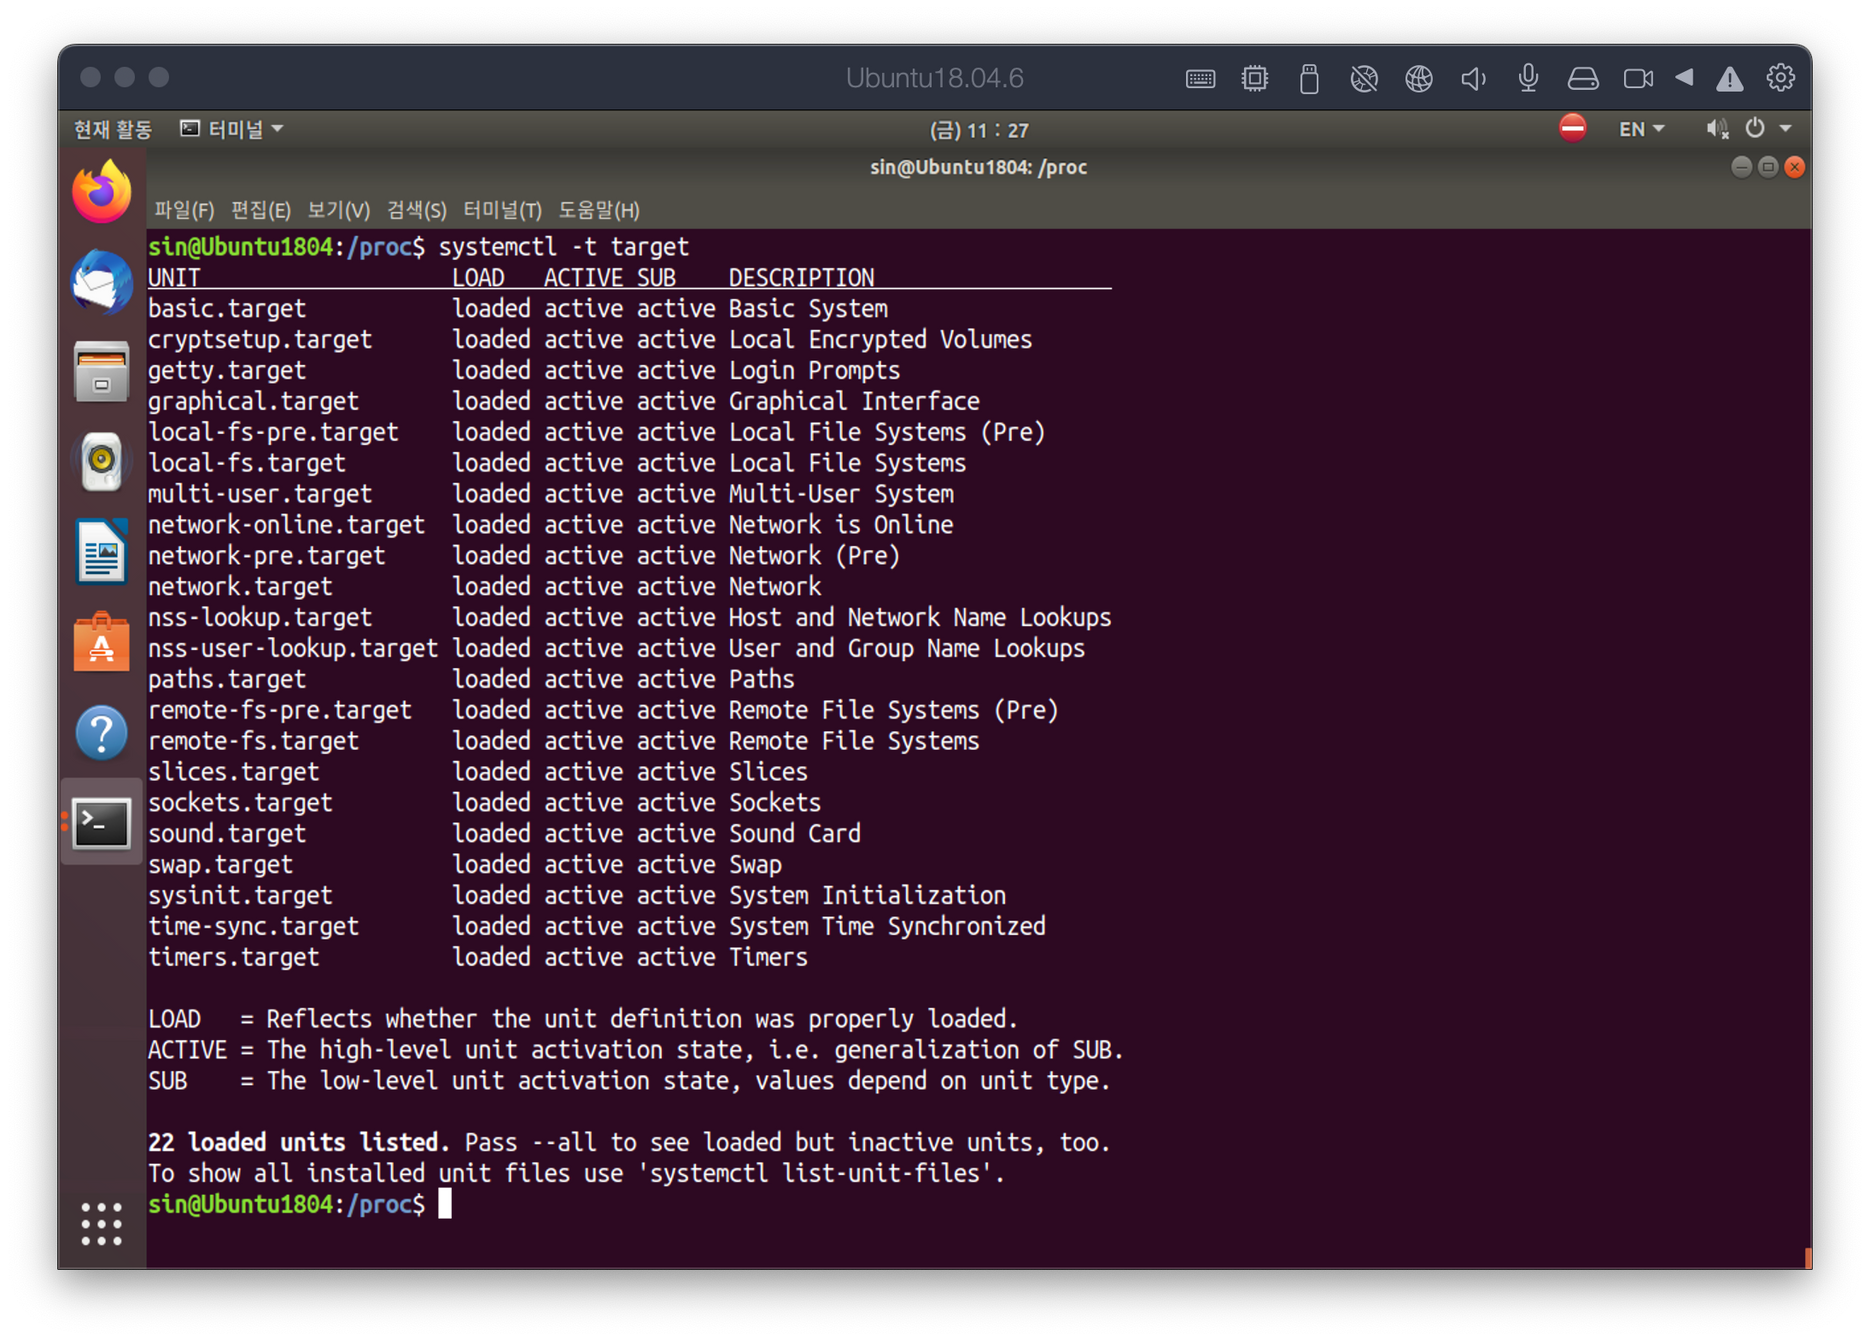 Ubuntu18.04.6
현재 활동 터미널 (금) 11 : 27 EN
sin@Ubuntu1804: /proc
파일(F) 편집(E) 보기(V) 검색(S) 터미널(T) 도움말(H)
sin@Ubuntu1804:/proc$ systemctl -t target
UNIT LOAD ACTIVE SUB DESCRIPTION
basic.target loaded active active Basic System
cryptsetup.target loaded active active Local Encrypted Volumes
getty.target loaded active active Login Prompts
graphical.target loaded active active Graphical Interface
local-fs-pre.target loaded active active Local File Systems (Pre)
local-fs.target loaded active active Local File Systems
multi-user.target loaded active active Multi-User System
network-online.target loaded active active Network is Online
network-pre.target loaded active active Network (Pre)
network.target loaded active active Network
nss-lookup.target loaded active active Host and Network Name Lookups
nss-user-lookup.target loaded active active User and Group Name Lookups
paths.target loaded active active Paths
remote-fs-pre.target loaded active active Remote File Systems (Pre)
remote-fs.target loaded active active Remote File Systems
slices.target loaded active active Slices
sockets.target loaded active active Sockets
sound.target loaded active active Sound Card
swap.target loaded active active Swap
sysinit.target loaded active active System Initialization
time-sync.target loaded active active System Time Synchronized
timers.target loaded active active Timers
LOAD = Reflects whether the unit definition was properly loaded.
ACTIVE = The high-level unit activation state, i.e. generalization of SUB.
SUB = The low-level unit activation state, values depend on unit type.
22 loaded units listed. Pass --all to see loaded but inactive units, too.
To show all installed unit files use 'systemctl list-unit-files'.
sin@Ubuntu1804:/proc$